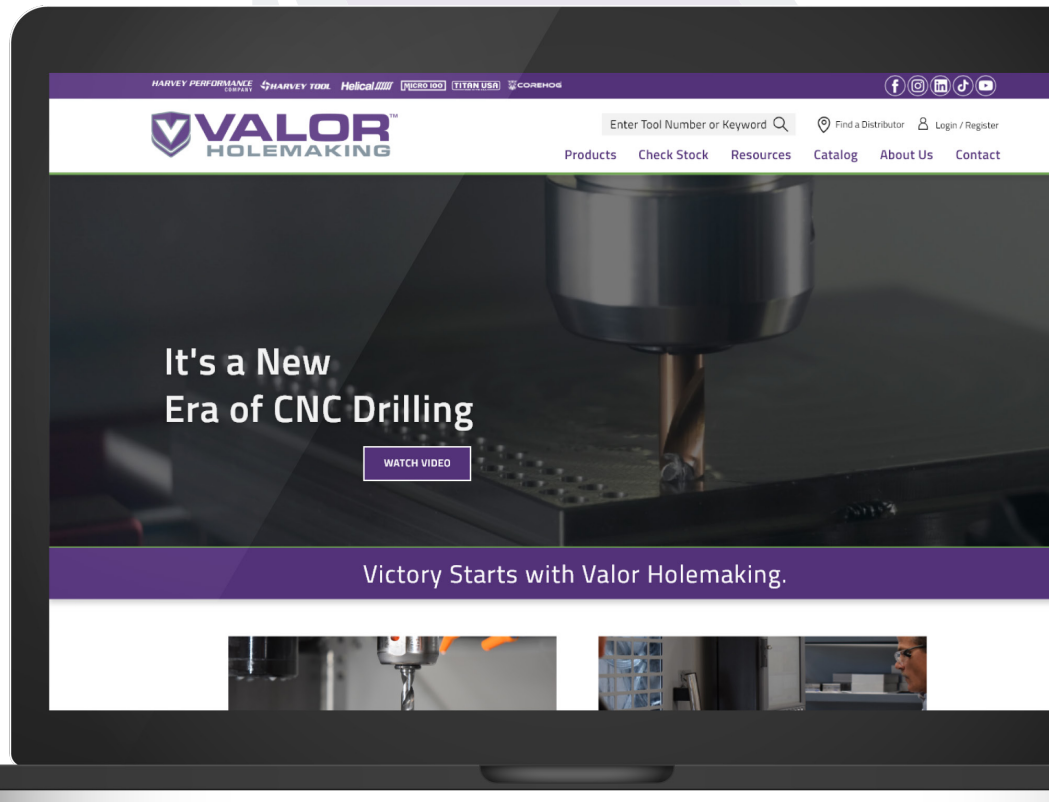 HARVEY PERFORMANCE COMPANY HARVEY TOOL Helical MICRO 100 TITAN USA COREHOG
VALOR™
HOLEMAKING
Enter Tool Number or Keyword Find a Distributor Login / Register
Products Check Stock Resources Catalog About Us Contact
It's a New
Era of CNC Drilling
WATCH VIDEO
Victory Starts with Valor Holemaking.